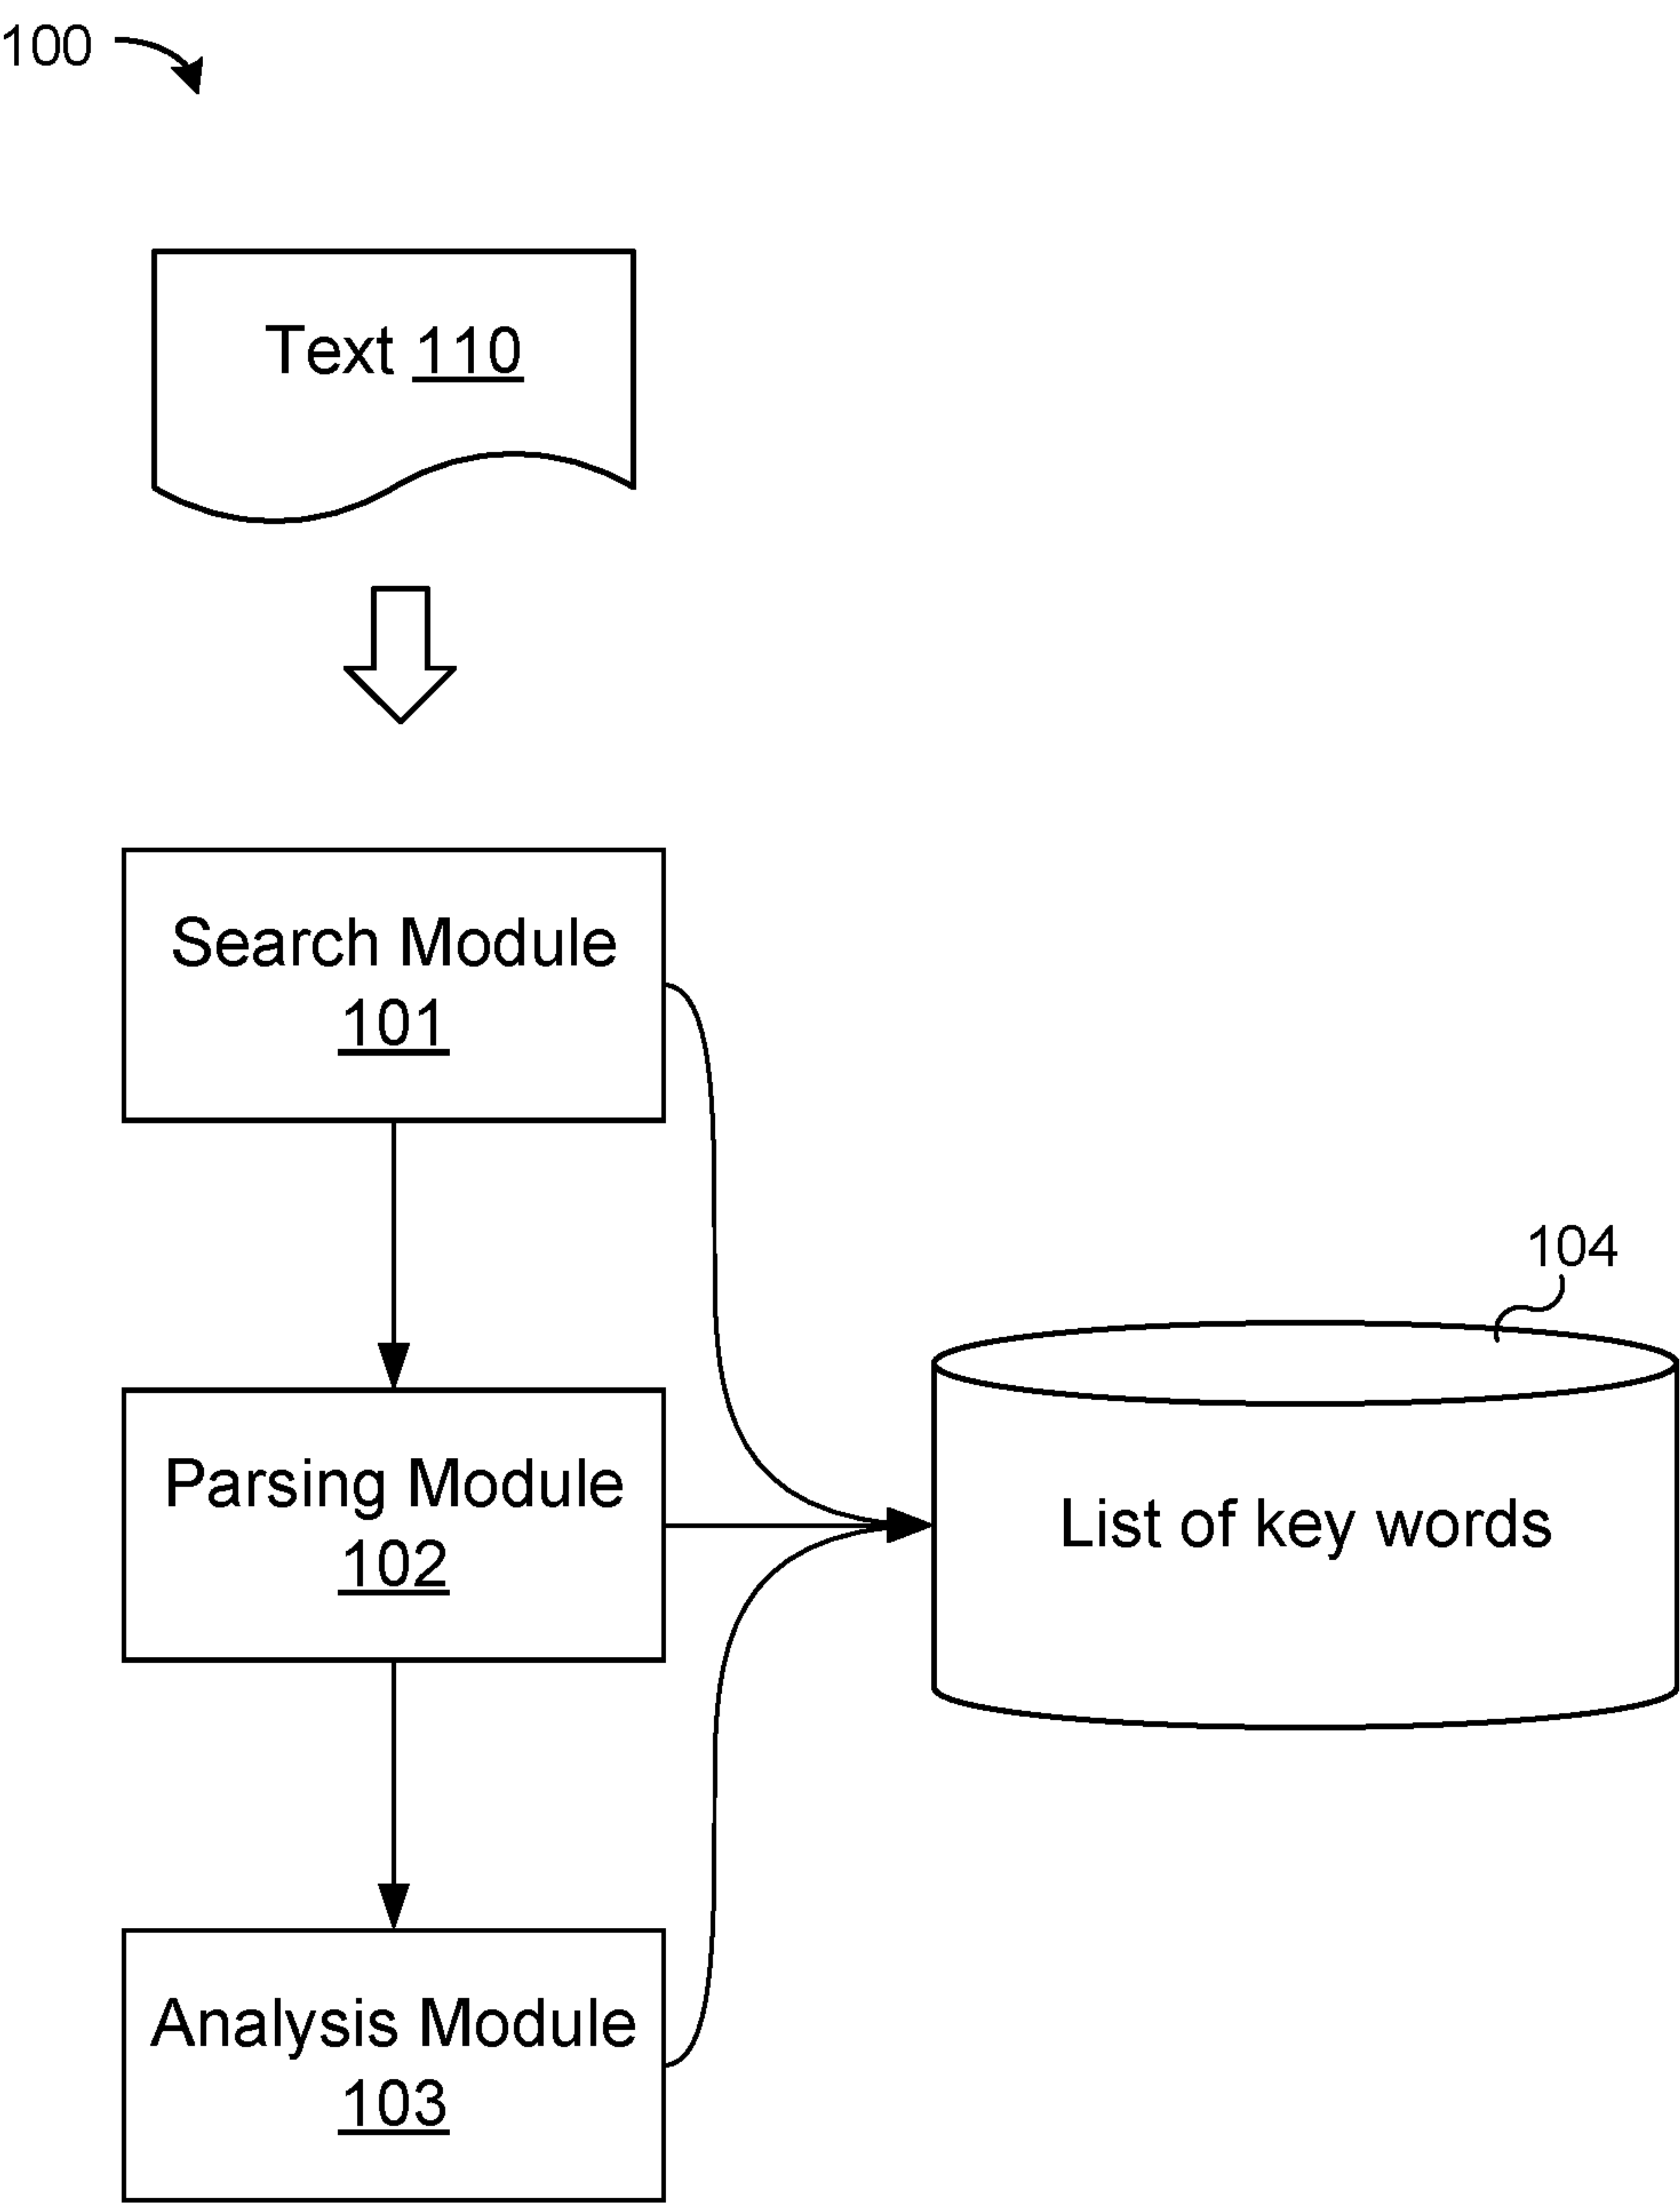 100
Text 110
Search Module
101
104
Parsing Module
102
List of key words
Analysis Module
103